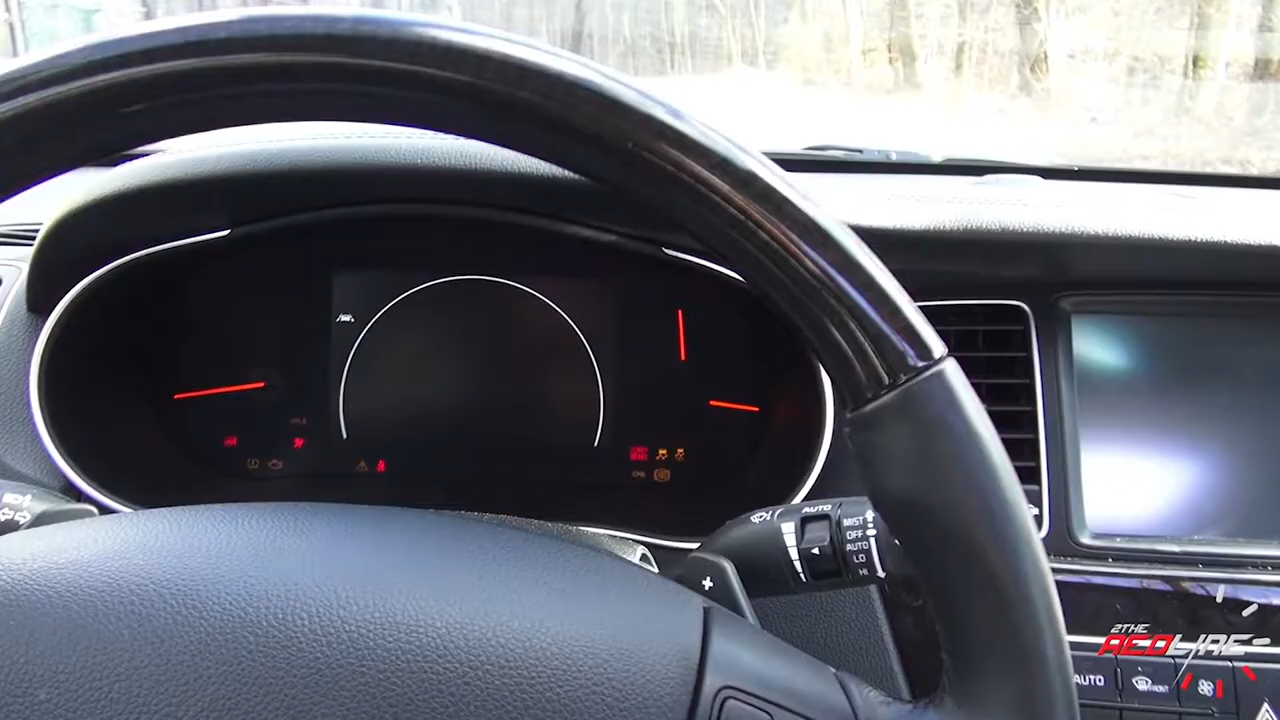 AUTO
MIST
OFF
AUTO
LO
HI
+
2THE
REDLINE
AUTO
FRONT